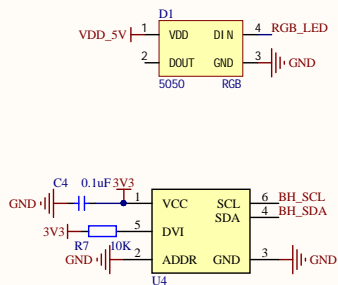 D1
VDD_5V 1 VDD DIN 4 RGB_LED
2 DOUT GND 3 GND
5050 RGB
C4 0.1uF 3V3
GND 1 VCC SCL 6 BH_SCL
SDA 4 BH_SDA
3V3 5 DVI
R7 10K
GND 2 ADDR GND 3 GND
U4